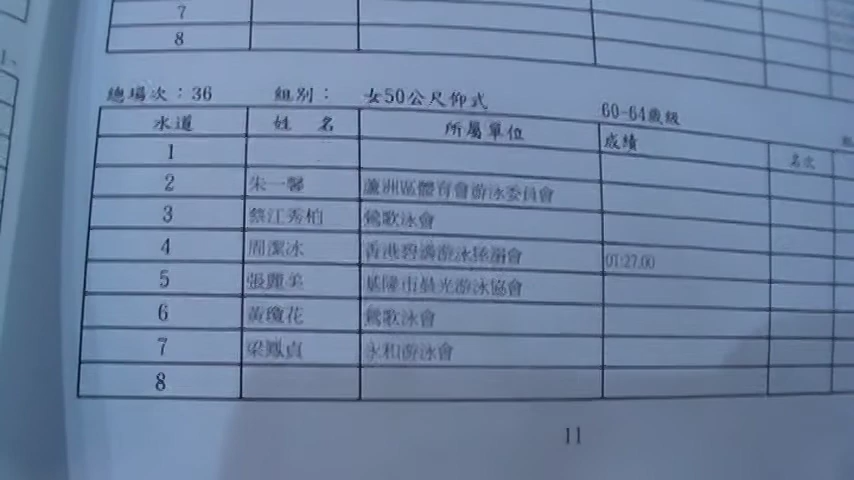 7
8
總場次：36 組別： 女50公尺仰式 60-64歲級
水道 姓 名 所屬單位 成績 名次
1
2 朱一馨 蘆洲區體育會游泳委員會
3 蔡江秀柏 鶯歌泳會
4 周潔冰 香港碧濤游泳 01:27.00
5 張麗美 基隆市晨光游泳協會
6 黃瓊花 鶯歌泳會
7 梁鳳貞 永和游泳會
8
11